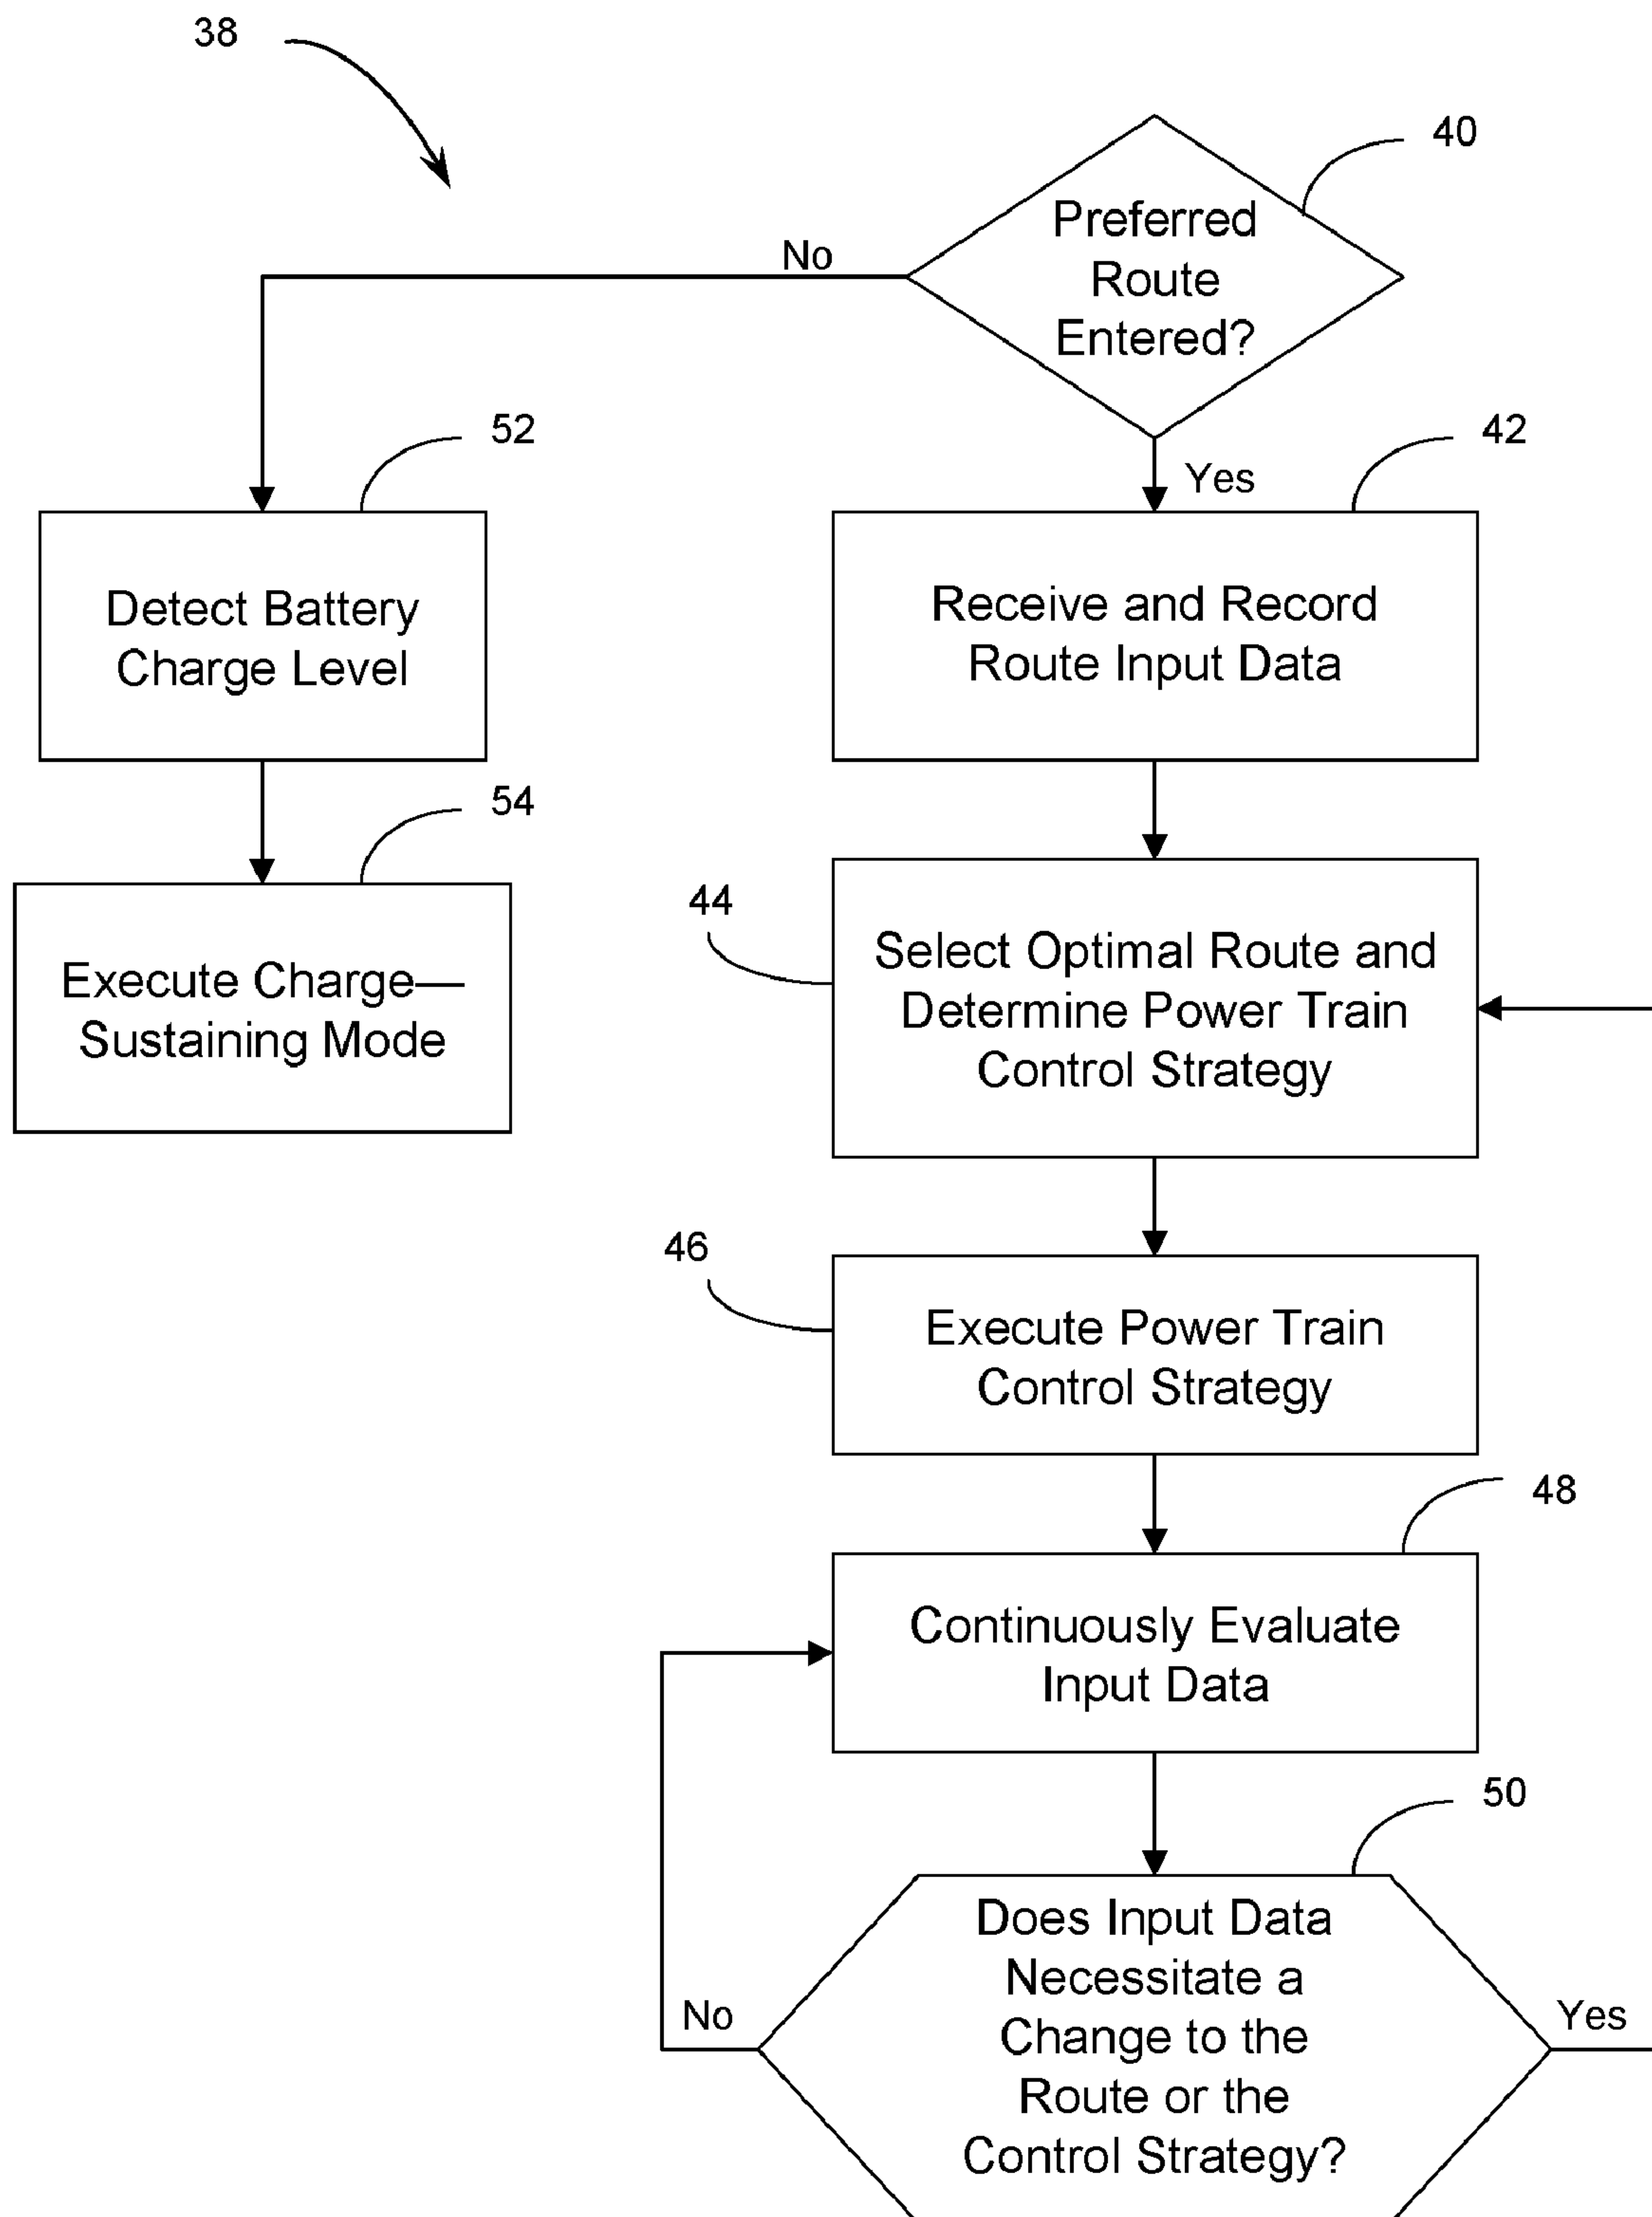 38
40
Preferred
Route
Entered?
No
Yes
52
42
Detect Battery
Charge Level
Receive and Record
Route Input Data
54
44
Execute Charge—
Sustaining Mode
Select Optimal Route and
Determine Power Train
Control Strategy
46
Execute Power Train
Control Strategy
48
Continuously Evaluate
Input Data
50
Does Input Data
Necessitate a
Change to the
Route or the
Control Strategy?
No
Yes